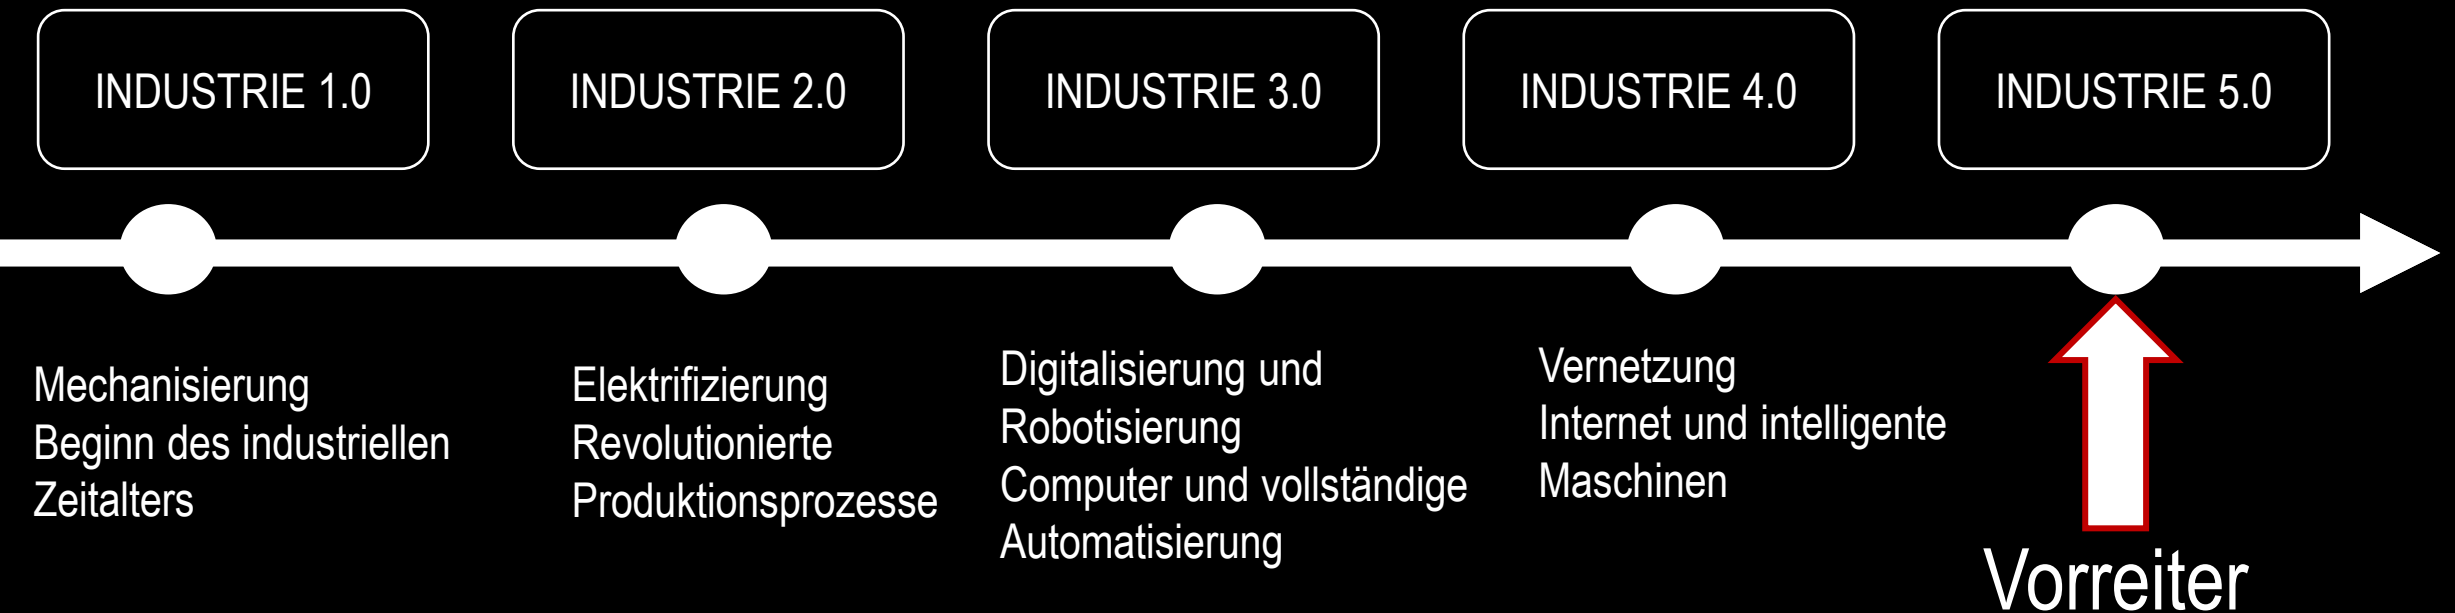 INDUSTRIE 1.0
INDUSTRIE 2.0
INDUSTRIE 3.0
INDUSTRIE 4.0
INDUSTRIE 5.0
Mechanisierung
Beginn des industriellen
Zeitalters
Elektrifizierung
Revolutionierte
Produktionsprozesse
Digitalisierung und
Robotisierung
Computer und vollständige
Automatisierung
Vernetzung
Internet und intelligente
Maschinen
Vorreiter